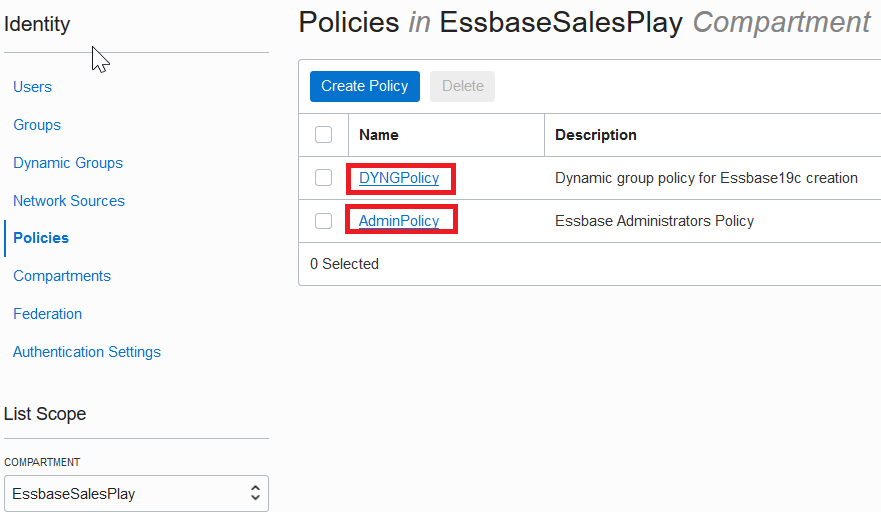 Identity
Users
Groups
Dynamic Groups
Network Sources
Policies
Compartments
Federation
Authentication Settings
List Scope
COMPARTMENT
EssbaseSalesPlay
Policies in EssbaseSalesPlay Compartment
Create Policy Delete
Name Description
DYNGPolicy Dynamic group policy for Essbase19c creation
AdminPolicy Essbase Administrators Policy
0 Selected